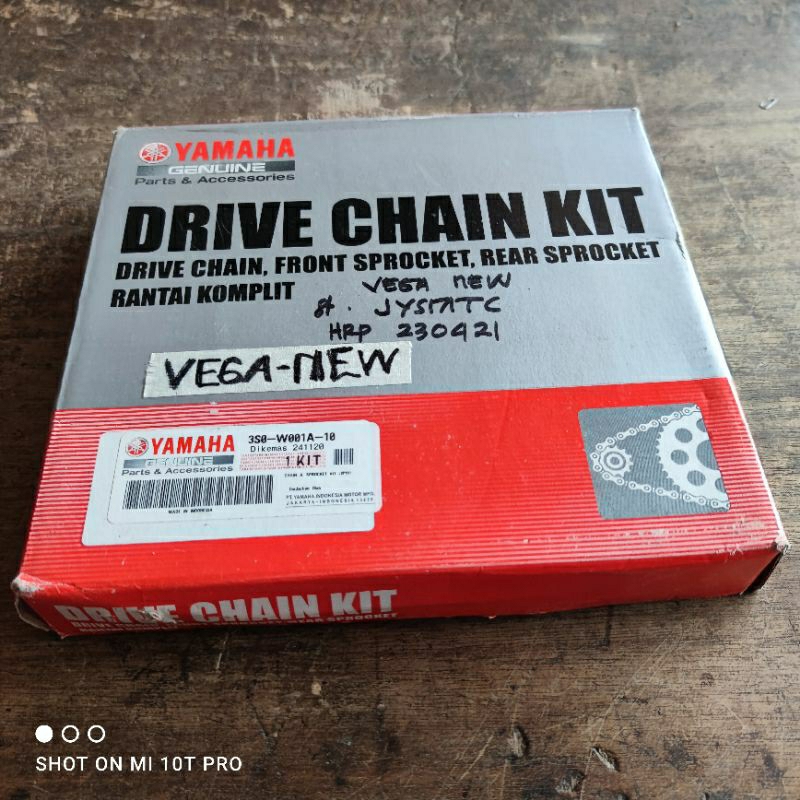 YAMAHA
GENUINE
Parts & Accessories
DRIVE CHAIN KIT
DRIVE CHAIN, FRONT SPROCKET, REAR SPROCKET
RANTAI KOMPLIT
VEGA NEW
HRP 230421
VEGA-NEW
YAMAHA
GENUINE
Parts & Accessories
3S0-W001A-10
Dikemas 241120
1 KIT
MADE IN INDONESIA
PT.YAMAHA INDONESIA MOTOR MFG.
DRIVE CHAIN KIT
SHOT ON MI 10T PRO